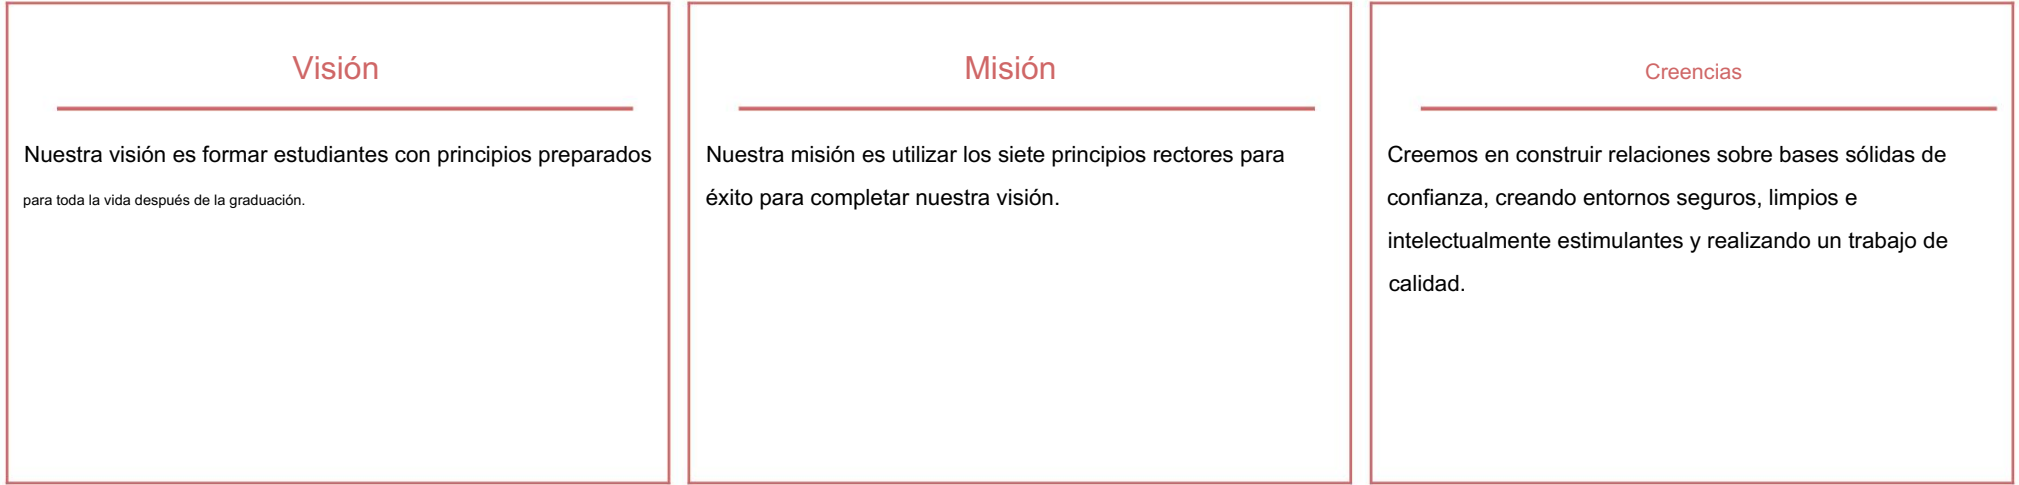 Visión
Nuestra visión es formar estudiantes con principios preparados
para toda la vida después de la graduación.
Misión
Nuestra misión es utilizar los siete principios rectores para
éxito para completar nuestra visión.
Creencias
Creemos en construir relaciones sobre bases sólidas de
confianza, creando entornos seguros, limpios e
intelectualmente estimulantes y realizando un trabajo de
calidad.